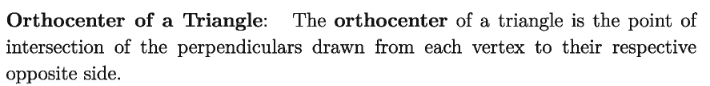 Orthocenter of a Triangle: The orthocenter of a triangle is the point of
intersection of the perpendiculars drawn from each vertex to their respective
opposite side.